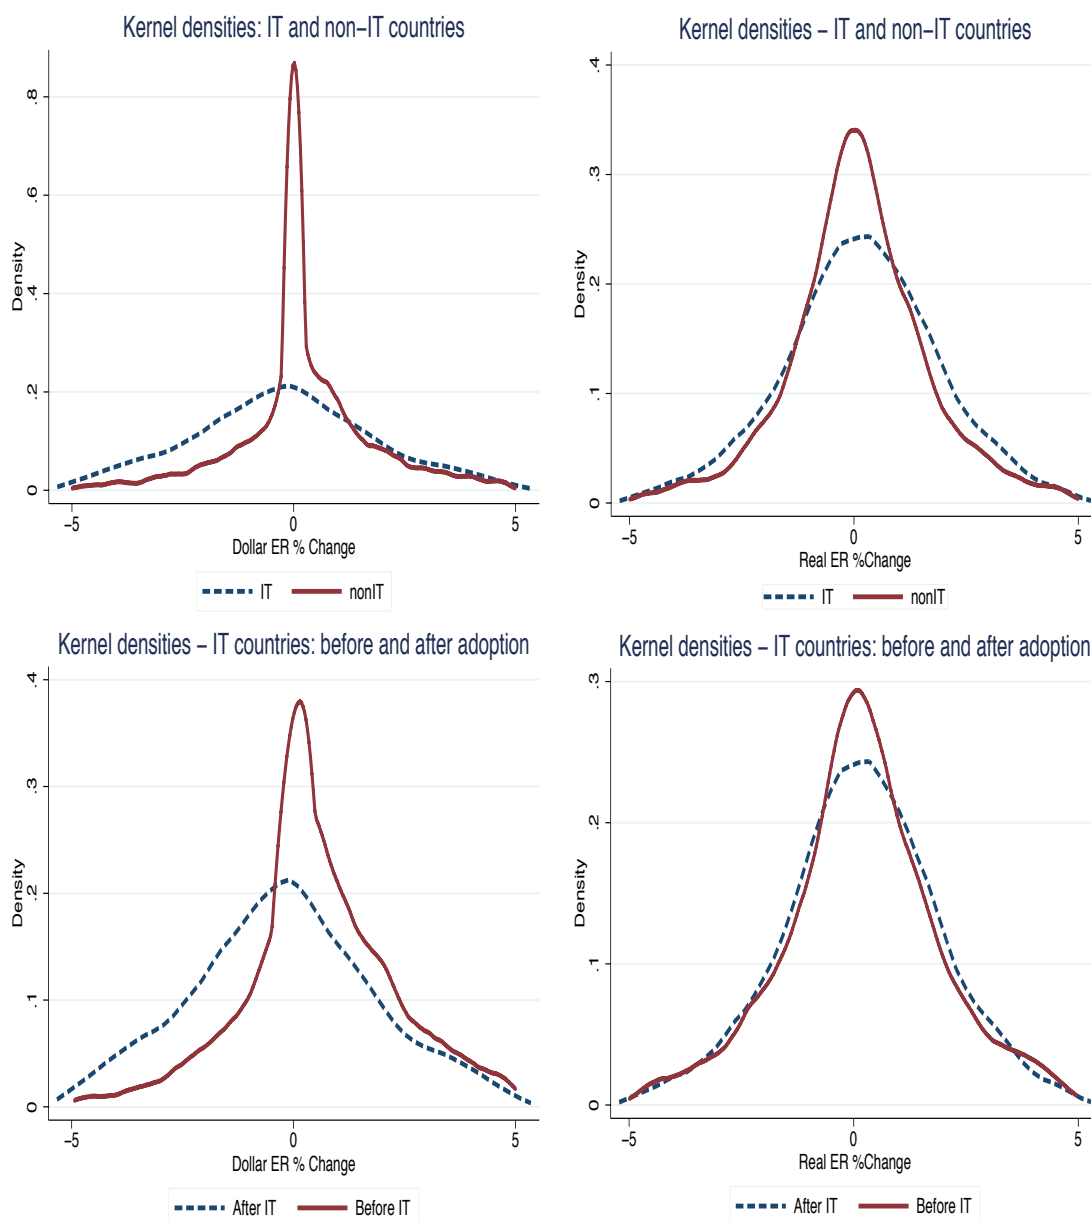 Kernel densities: IT and non−IT countries
Density
0
.2
.4
.6
.8
−5
0
5
Dollar ER % Change
IT
nonIT
Kernel densities − IT and non−IT countries
Density
0
.1
.2
.3
.4
−5
0
5
Real ER %Change
IT
nonIT
Kernel densities − IT countries: before and after adoption
Density
0
.1
.2
.3
.4
−5
0
5
Dollar ER % Change
After IT
Before IT
Kernel densities − IT countries: before and after adoption
Density
0
.1
.2
.3
−5
0
5
Real ER %Change
After IT
Before IT